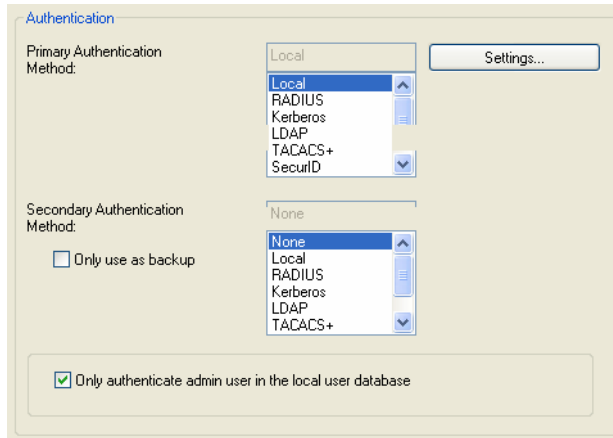 Authentication
Primary Authentication
Method:
Local
Settings...
Local
RADIUS
Kerberos
LDAP
TACACS+
SecurID
Secondary Authentication
Method:
None
Only use as backup
None
Local
RADIUS
Kerberos
LDAP
TACACS+
Only authenticate admin user in the local user database